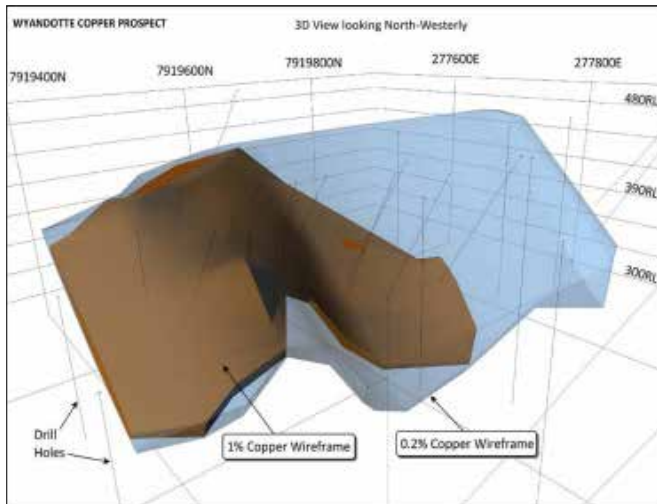 WYANDOTTE COPPER PROSPECT
3D View looking North-Westerly
7919400N
7919600N
7919800N
277600E
277800E
480RL
390RL
300RL
Drill
Holes
1% Copper Wireframe
0.2% Copper Wireframe